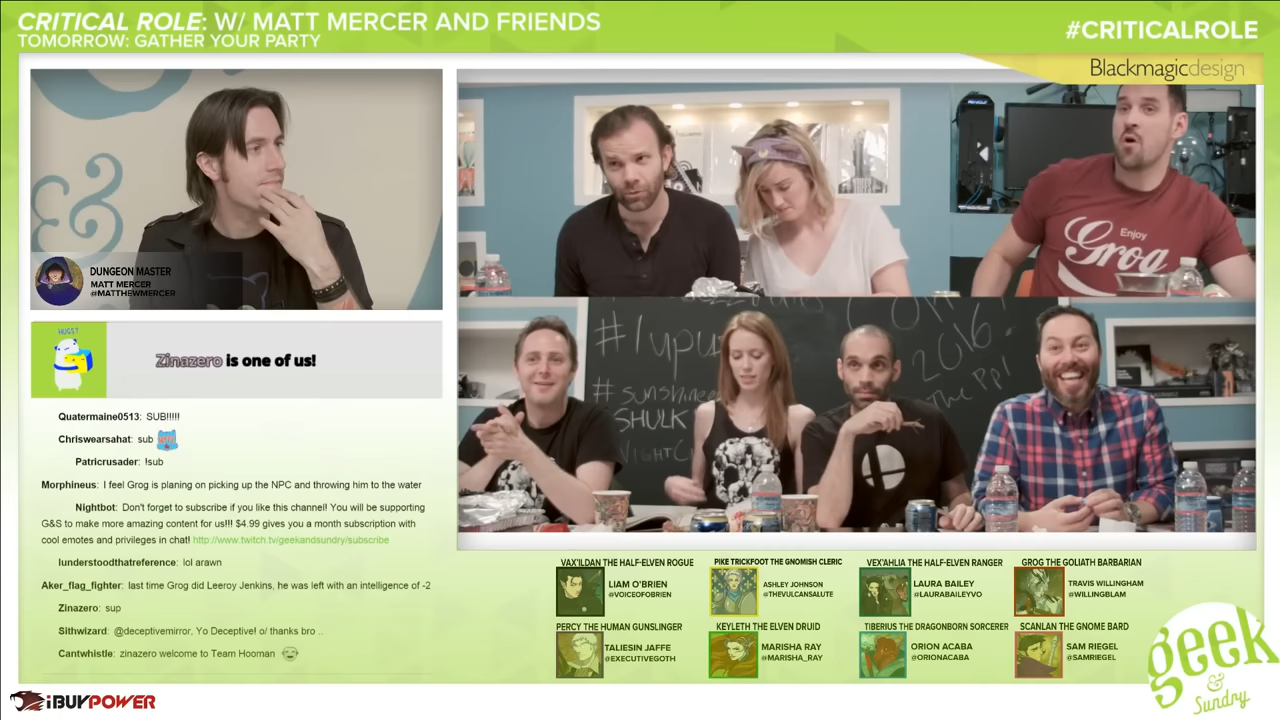 CRITICAL ROLE: W/ MATT MERCER AND FRIENDS
TOMORROW: GATHER YOUR PARTY
#CRITICALROLE
Blackmagicdesign
DUNGEON MASTER
MATT MERCER
@MATTHEWMERCER
Enjoy
Grog
HUGS!
Zinazero is one of us!
#lupu
2016
# sunshine
the PPl
SHULK
NIGHTC
Quatermaine0513: SUB!!!!!
Chriswearsahat: sub
Patricrusader: !sub
Morphineus: I feel Grog is planing on picking up the NPC and throwing him to the water
Nightbot: Don't forget to subscribe if you like this channel! You will be supporting
G&S to make more amazing content for us!!! $4.99 gives you a month subscription with
cool emotes and privileges in chat! http://www.twitch.tv/geekandsundry/subscribe
Iunderstoodthatreference: lol arawn
Aker_flag_fighter: last time Grog did Leeroy Jenkins, he was left with an intelligence of -2
Zinazero: sup
Sithwizard: @deceptivemirror, Yo Deceptive! o/ thanks bro ..
Cantwhistle: zinazero welcome to Team Hooman
VAX'ILDAN THE HALF-ELVEN ROGUE
LIAM O'BRIEN
@VOICEOFOBRIEN
PIKE TRICKFOOT THE GNOMISH CLERIC
ASHLEY JOHNSON
@THEVULCANSALUTE
VEX'AHLIA THE HALF-ELVEN RANGER
LAURA BAILEY
@LAURABAILEYVO
GROG THE GOLIATH BARBARIAN
TRAVIS WILLINGHAM
@WILLINGBLAM
PERCY THE HUMAN GUNSLINGER
TALIESIN JAFFE
@EXECUTIVEGOTH
KEYLETH THE ELVEN DRUID
MARISHA RAY
@MARISHA_RAY
TIBERIUS THE DRAGONBORN SORCERER
ORION ACABA
@ORIONACABA
SCANLAN THE GNOME BARD
SAM RIEGEL
@SAMRIEGEL
geek
&
Sundry
iBUYPOWER